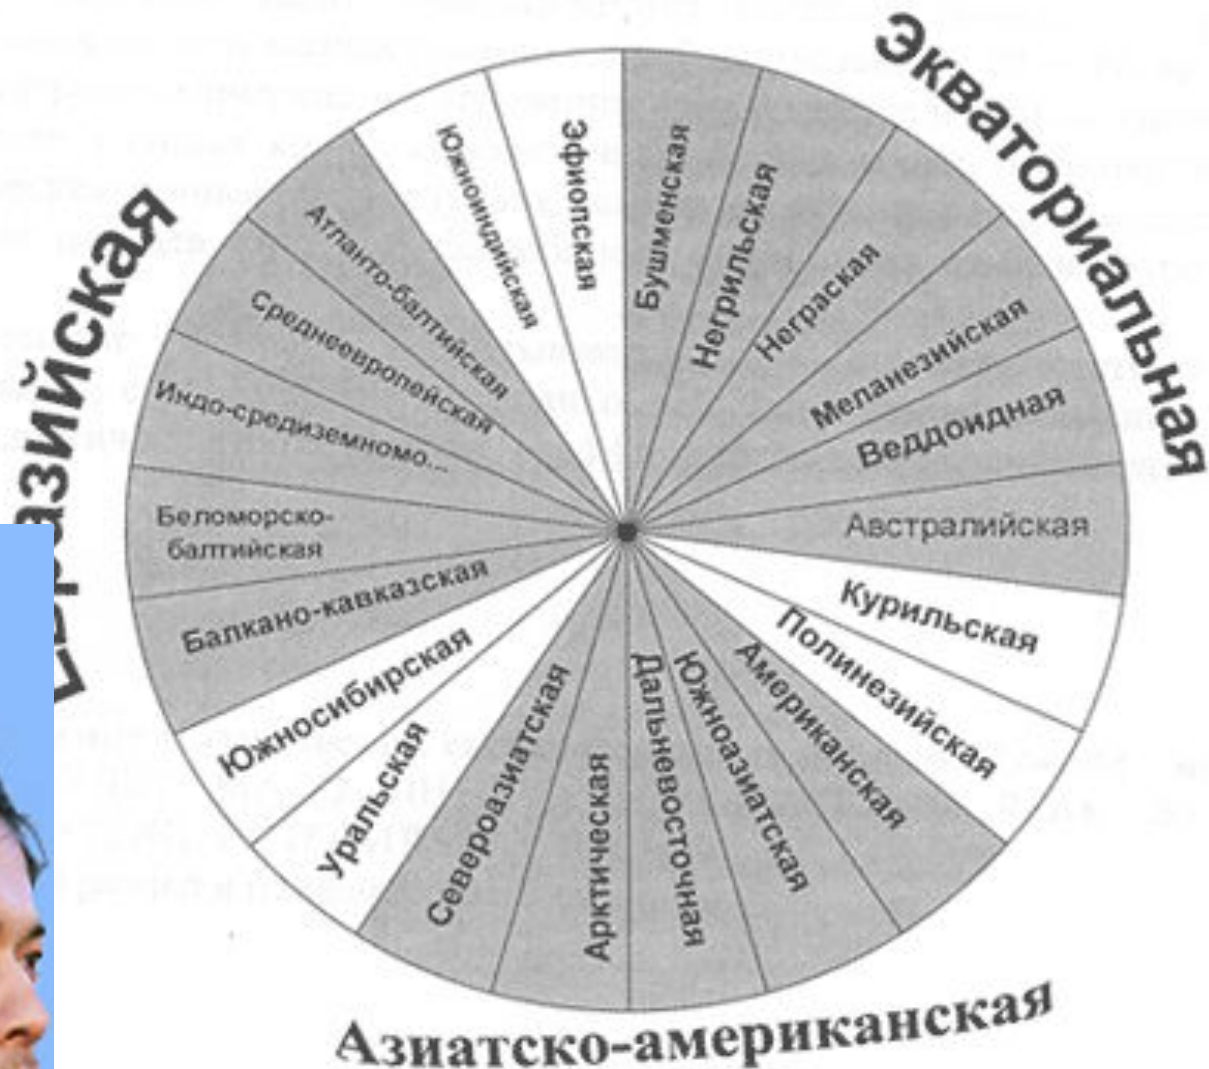 Экваториальная
Евразийская
Азиатско-американская
Эфиопская
Бушменская
Негрильская
Неграская
Меланезийская
Веддоидная
Австралийская
Курильская
Полинезийская
Американская
Южноазиатская
Дальневосточная
Арктическая
Североазиатская
Уральская
Южносибирская
Балкано-кавказская
Беломорско-
балтийская
Индо-средиземномо...
Среднеевропейская
Атланто-балтийская
Южноиндийская